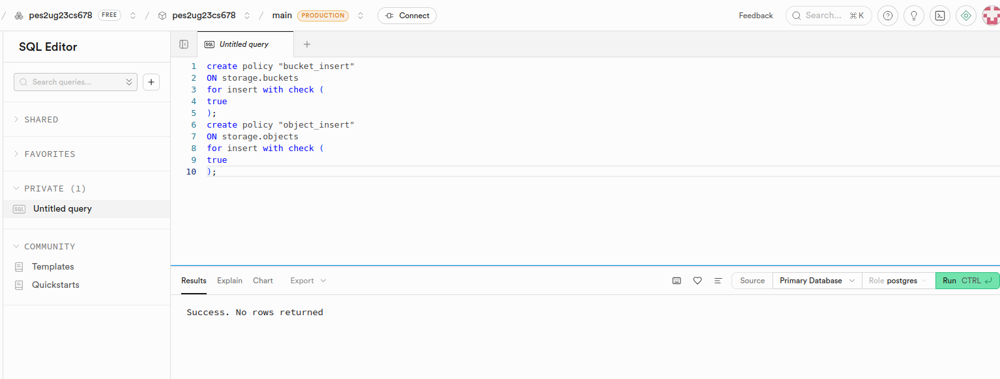 / pes2ug23cs678 FREE / pes2ug23cs678 / main PRODUCTION Connect Feedback Search... ⌘ K
SQL Editor
SQL Untitled query +
Search queries... +
SHARED
FAVORITES
PRIVATE (1)
SQL Untitled query
COMMUNITY
Templates
Quickstarts
1 create policy "bucket_insert"
2 ON storage.buckets
3 for insert with check (
4 true
5 );
6 create policy "object_insert"
7 ON storage.objects
8 for insert with check (
9 true
10 );
Results Explain Chart Export Source Primary Database Role postgres Run CTRL ↵
Success. No rows returned